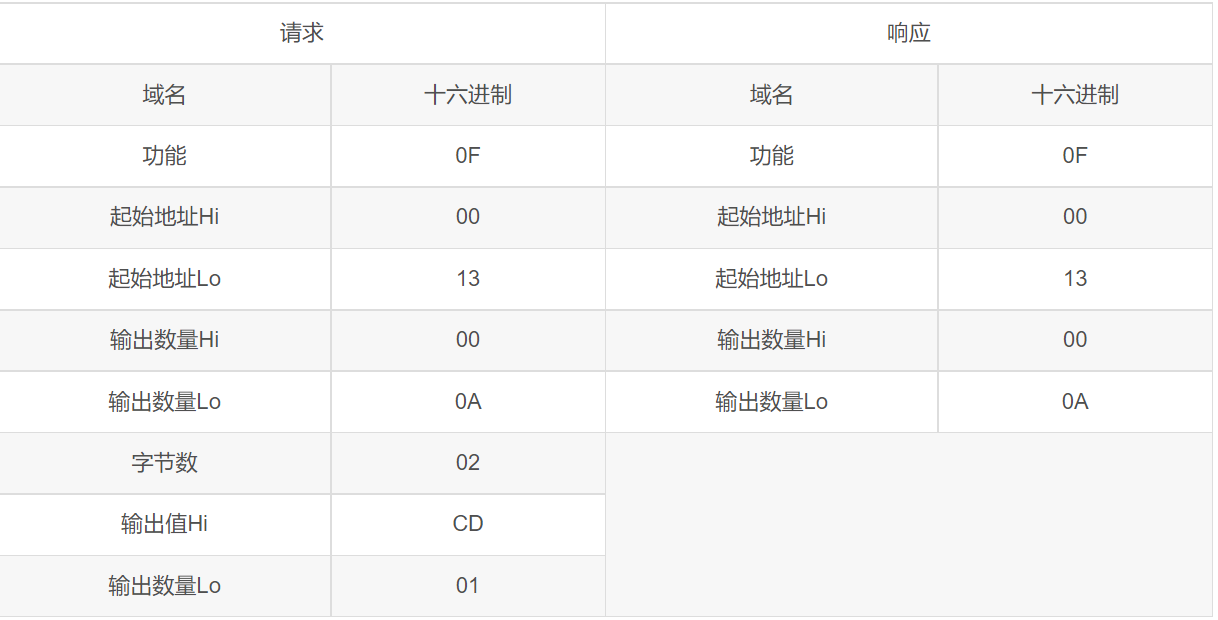 请求 响应
域名 十六进制 域名 十六进制
功能 0F 功能 0F
起始地址Hi 00 起始地址Hi 00
起始地址Lo 13 起始地址Lo 13
输出数量Hi 00 输出数量Hi 00
输出数量Lo 0A 输出数量Lo 0A
字节数 02
输出值Hi CD
输出数量Lo 01